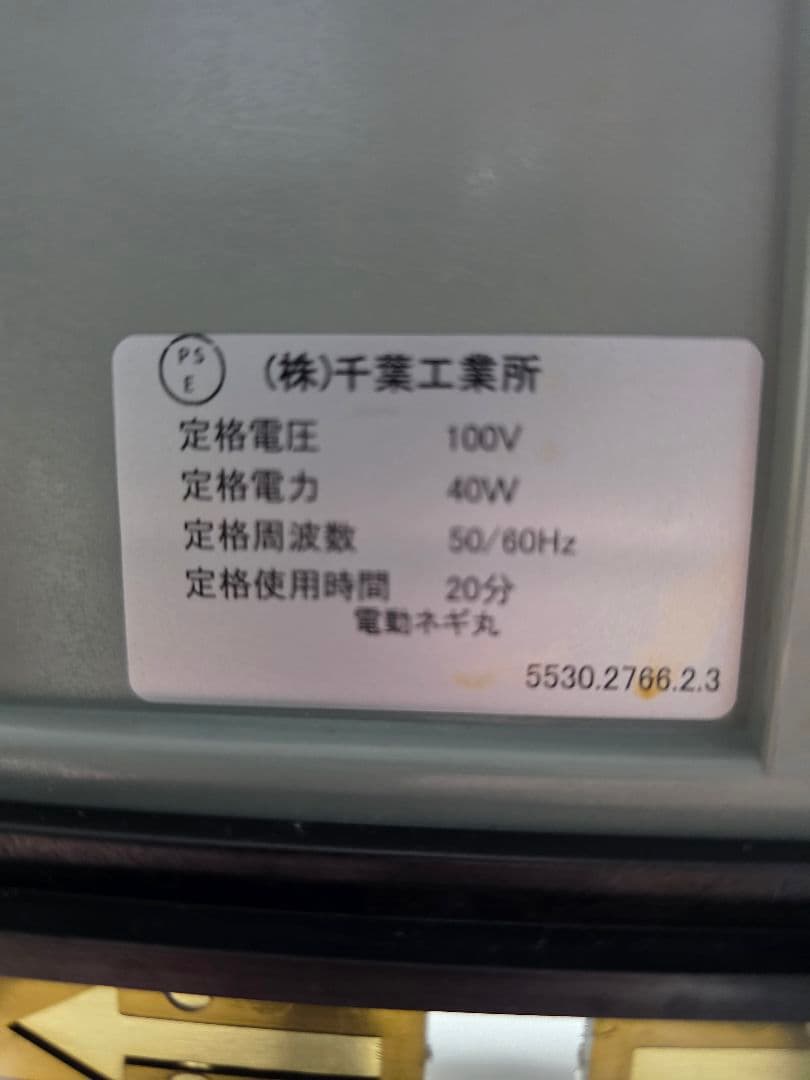 PS
E
(株)千葉工業所
定格電圧 100V
定格電力 40W
定格周波数 50/60Hz
定格使用時間 20分
電動ネギ丸
5530.2766.2.3